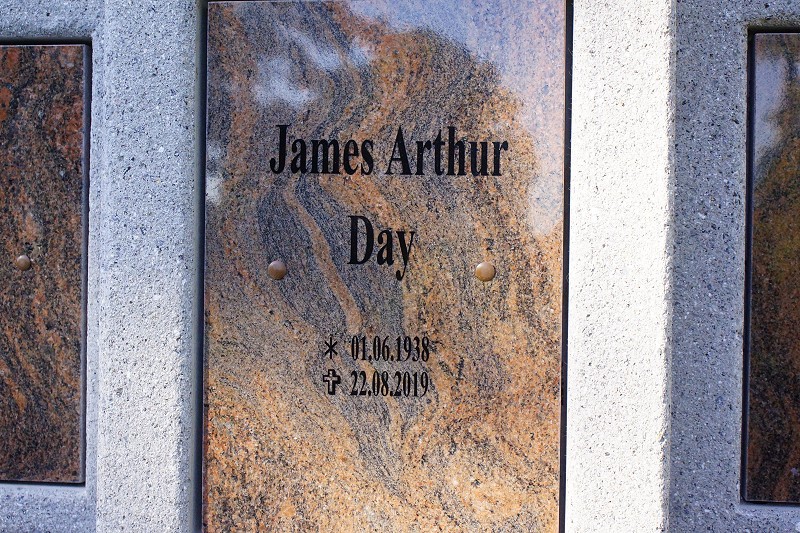 James Arthur
Day
* 01.06.1938
✝ 22.08.2019